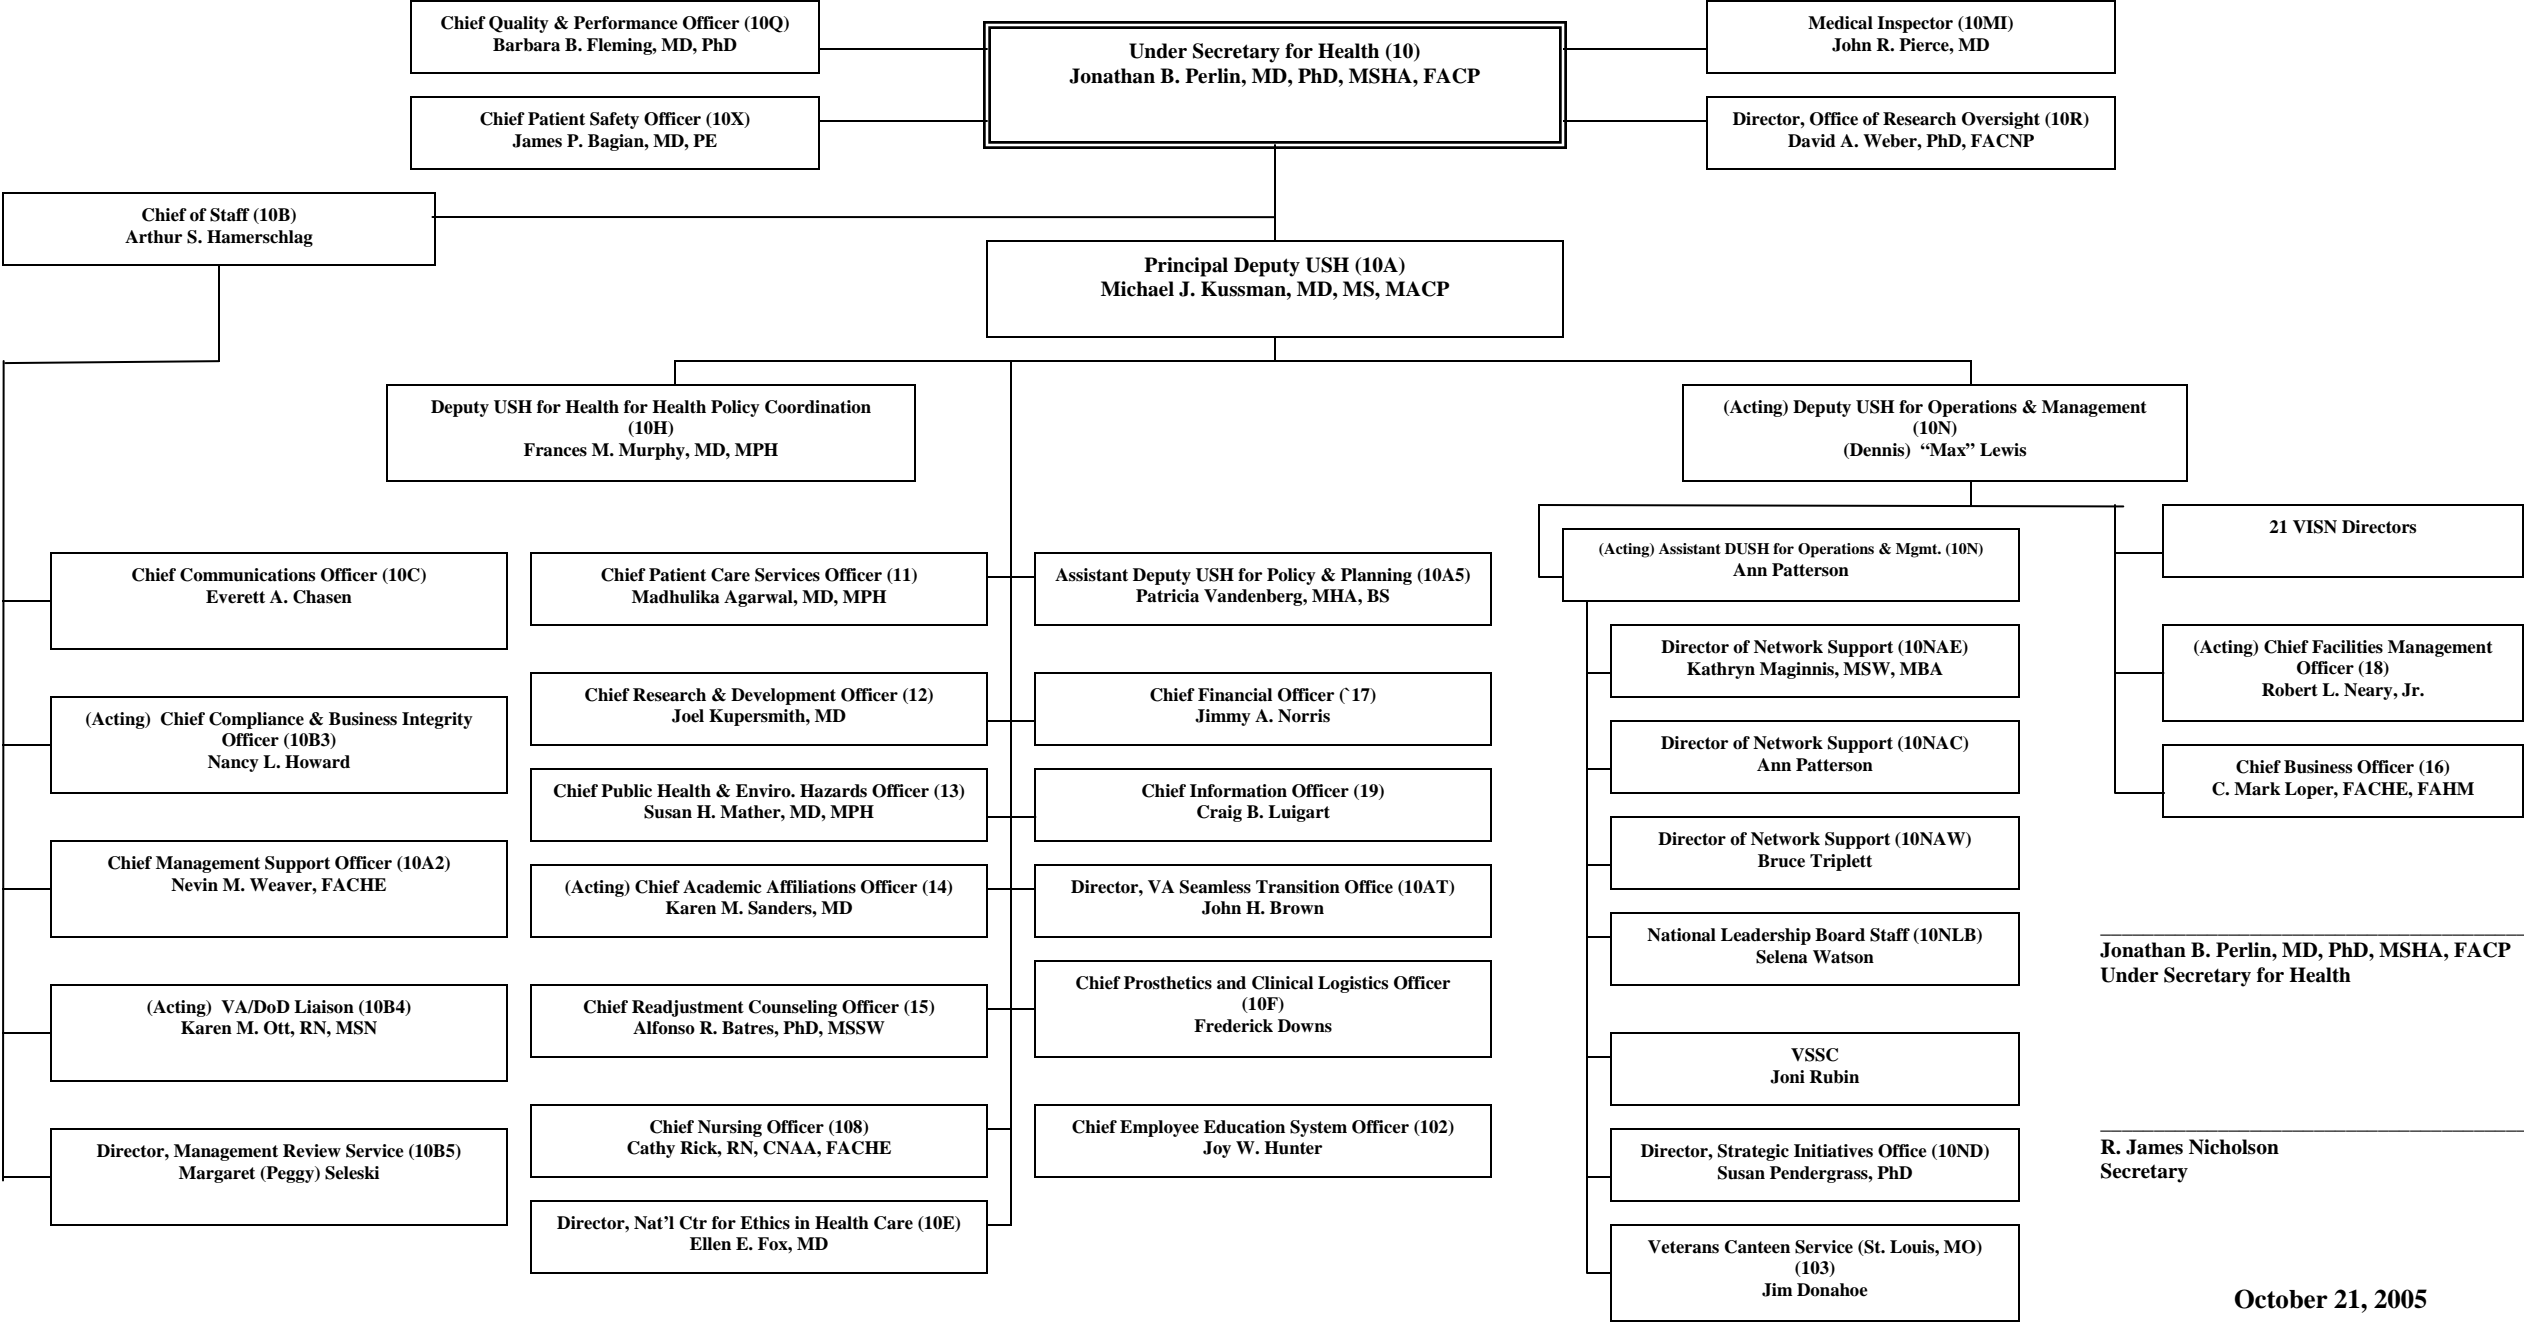 Chief Quality & Performance Officer (10Q)
Barbara B. Fleming, MD, PhD
Under Secretary for Health (10)
Jonathan B. Perlin, MD, PhD, MSHA, FACP
Medical Inspector (10MI)
John R. Pierce, MD
Chief Patient Safety Officer (10X)
James P. Bagian, MD, PE
Director, Office of Research Oversight (10R)
David A. Weber, PhD, FACNP
Chief of Staff (10B)
Arthur S. Hamerschlag
Principal Deputy USH (10A)
Michael J. Kussman, MD, MS, MACP
Deputy USH for Health for Health Policy Coordination
(10H)
Frances M. Murphy, MD, MPH
(Acting) Deputy USH for Operations & Management
(10N)
(Dennis) “Max” Lewis
Chief Communications Officer (10C)
Everett A. Chasen
(Acting) Chief Compliance & Business Integrity
Officer (10B3)
Nancy L. Howard
Chief Management Support Officer (10A2)
Nevin M. Weaver, FACHE
(Acting) VA/DoD Liaison (10B4)
Karen M. Ott, RN, MSN
Director, Management Review Service (10B5)
Margaret (Peggy) Seleski
Chief Patient Care Services Officer (11)
Madhulika Agarwal, MD, MPH
Chief Research & Development Officer (12)
Joel Kupersmith, MD
Chief Public Health & Enviro. Hazards Officer (13)
Susan H. Mather, MD, MPH
(Acting) Chief Academic Affiliations Officer (14)
Karen M. Sanders, MD
Chief Readjustment Counseling Officer (15)
Alfonso R. Batres, PhD, MSSW
Chief Nursing Officer (108)
Cathy Rick, RN, CNAA, FACHE
Director, Nat’l Ctr for Ethics in Health Care (10E)
Ellen E. Fox, MD
Assistant Deputy USH for Policy & Planning (10A5)
Patricia Vandenberg, MHA, BS
Chief Financial Officer (`17)
Jimmy A. Norris
Chief Information Officer (19)
Craig B. Luigart
Director, VA Seamless Transition Office (10AT)
John H. Brown
Chief Prosthetics and Clinical Logistics Officer
(10F)
Frederick Downs
Chief Employee Education System Officer (102)
Joy W. Hunter
(Acting) Assistant DUSH for Operations & Mgmt. (10N)
Ann Patterson
Director of Network Support (10NAE)
Kathryn Maginnis, MSW, MBA
Director of Network Support (10NAC)
Ann Patterson
Director of Network Support (10NAW)
Bruce Triplett
National Leadership Board Staff (10NLB)
Selena Watson
VSSC
Joni Rubin
Director, Strategic Initiatives Office (10ND)
Susan Pendergrass, PhD
Veterans Canteen Service (St. Louis, MO)
(103)
Jim Donahoe
21 VISN Directors
(Acting) Chief Facilities Management
Officer (18)
Robert L. Neary, Jr.
Chief Business Officer (16)
C. Mark Loper, FACHE, FAHM
Jonathan B. Perlin, MD, PhD, MSHA, FACP
Under Secretary for Health
R. James Nicholson
Secretary
October 21, 2005